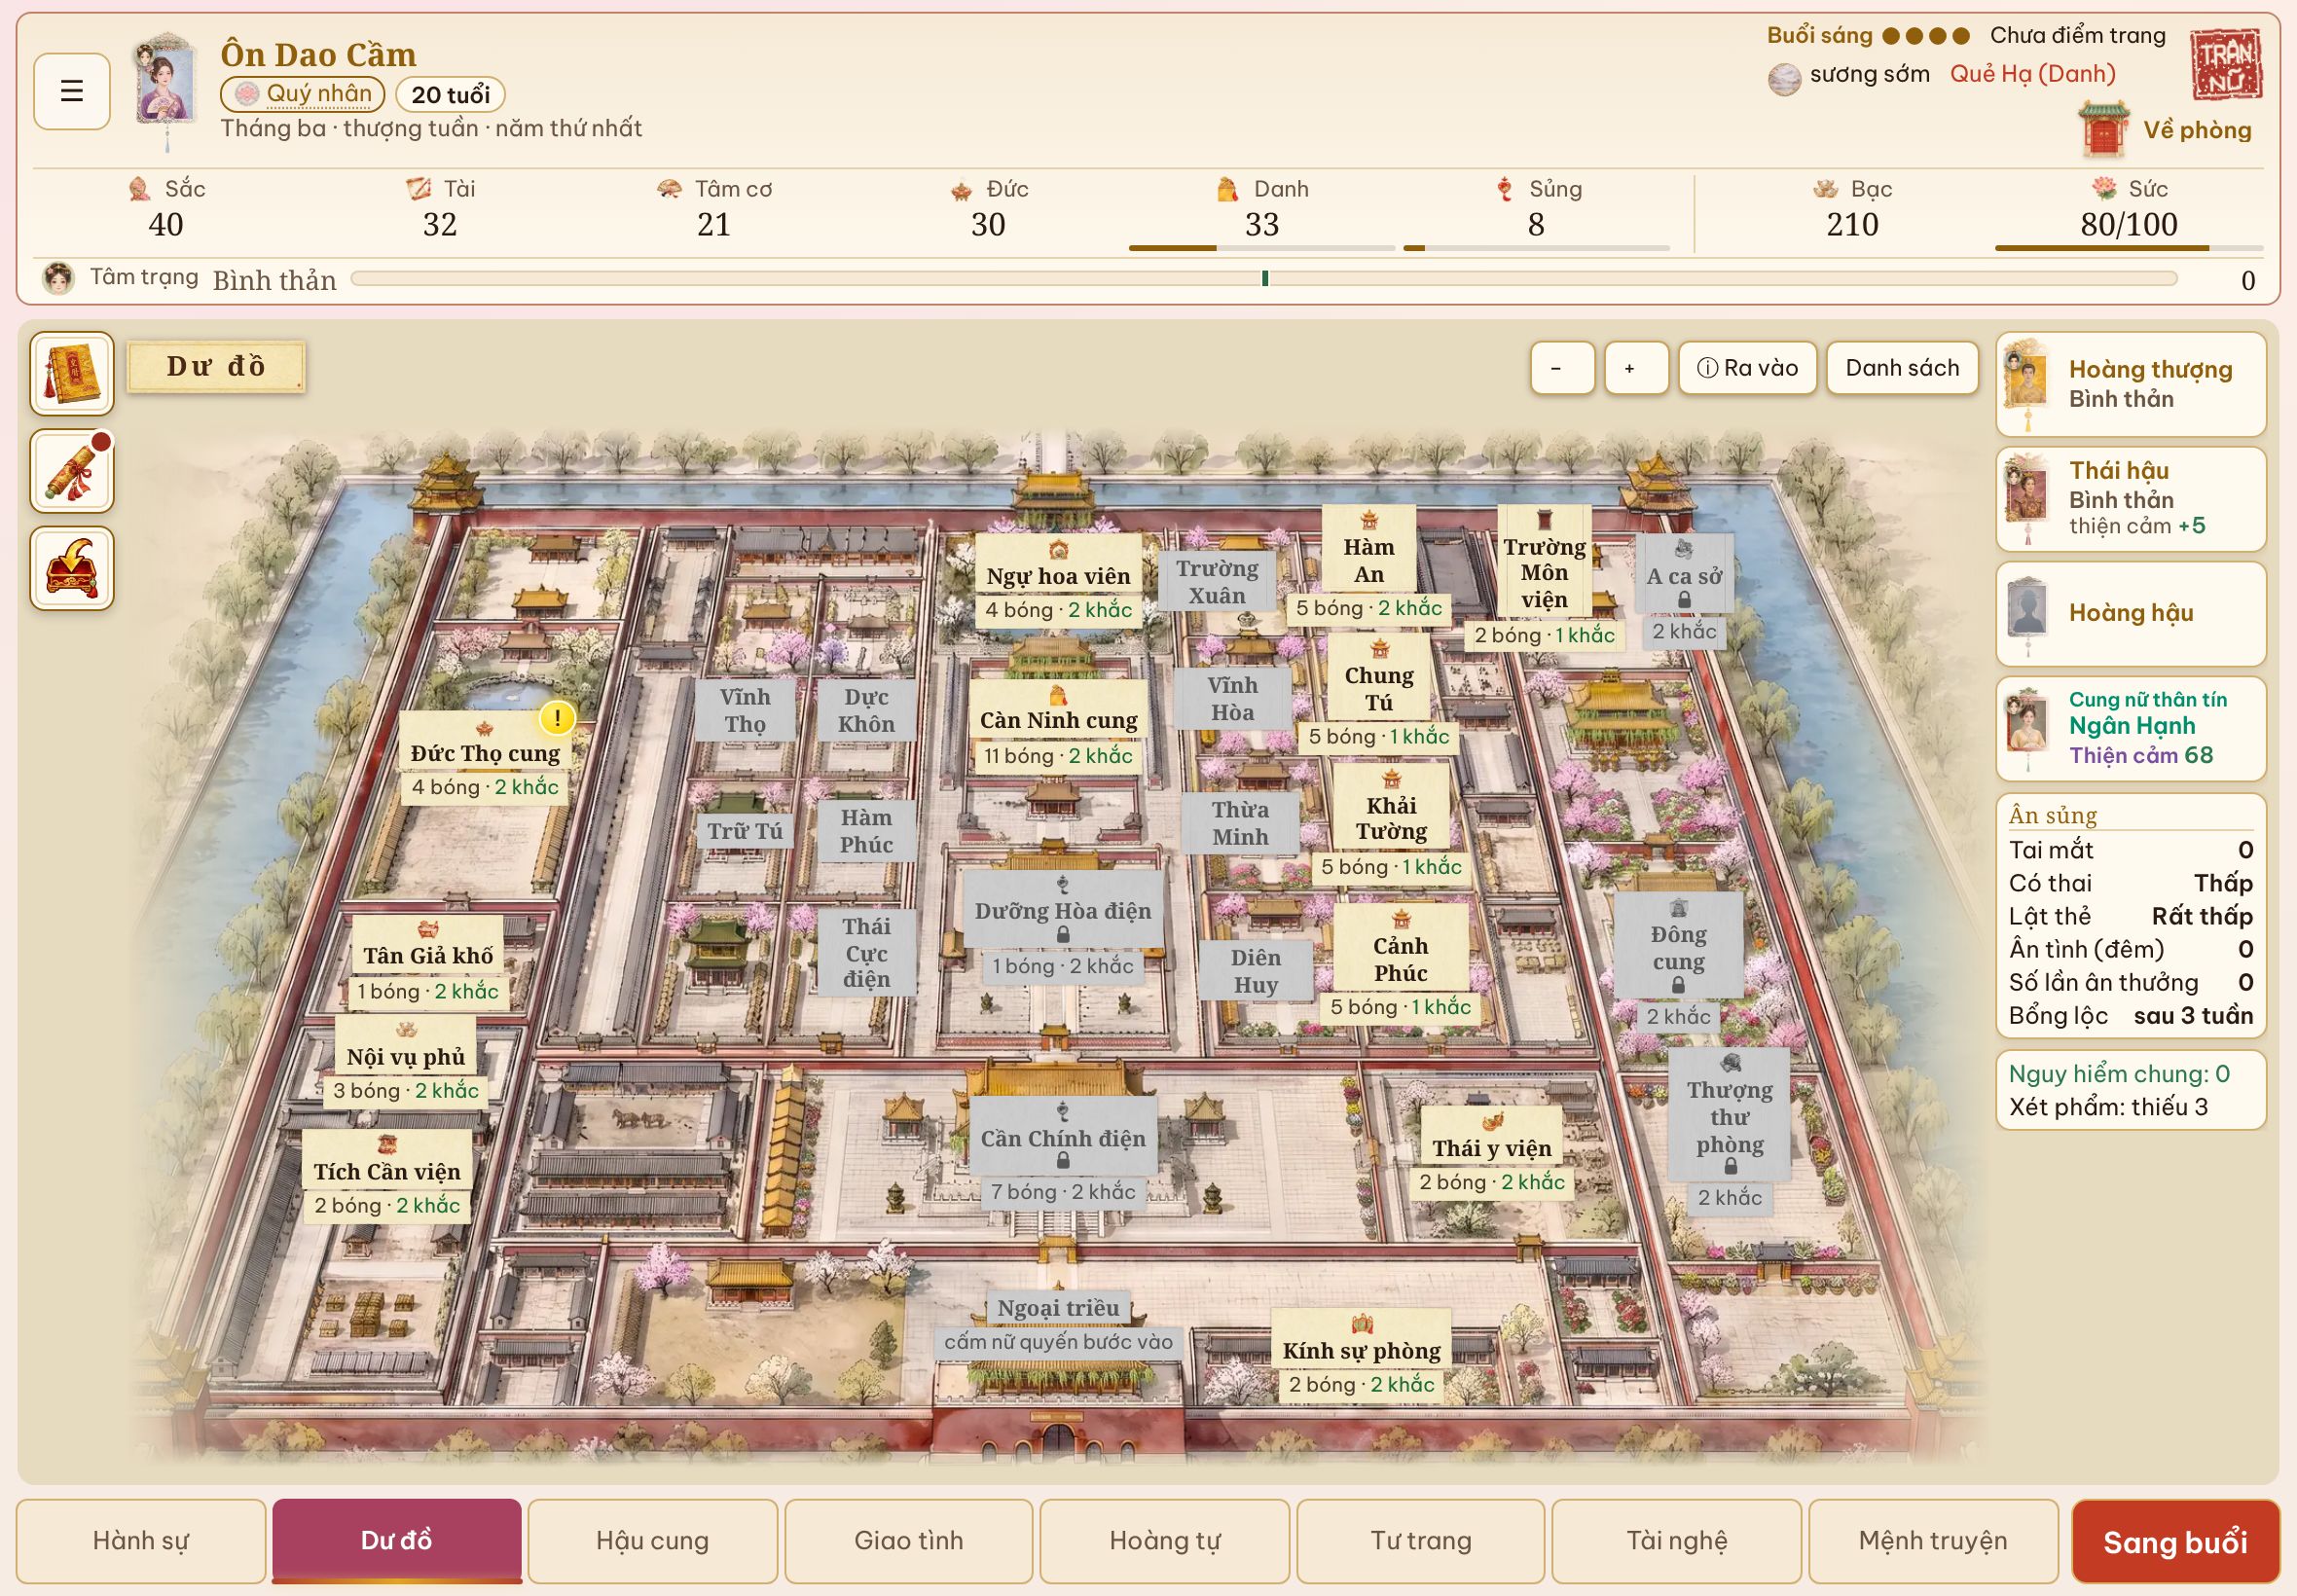 ☰
Ôn Dao Cầm
Quý nhân
20 tuổi
Tháng ba · thượng tuần · năm thứ nhất
Buổi sáng
Chưa điểm trang
sương sớm
Quẻ Hạ (Danh)
TRÂN NỮ
Về phòng
Sắc
40
Tài
32
Tâm cơ
21
Đức
30
Danh
33
Sủng
8
Bạc
210
Sức
80/100
Tâm trạng
Bình thản
0
Dư đồ
−
+
ⓘ Ra vào
Danh sách
Ngự hoa viên
4 bóng · 2 khắc
Trường
Xuân
Hàm
An
5 bóng · 2 khắc
Trường
Môn
viện
2 bóng · 1 khắc
A ca sở
2 khắc
Đức Thọ cung
!
4 bóng · 2 khắc
Vĩnh
Thọ
Dực
Khôn
Càn Ninh cung
11 bóng · 2 khắc
Vĩnh
Hòa
Chung
Tú
5 bóng · 1 khắc
Trữ Tú
Hàm
Phúc
Thừa
Minh
Khải
Tường
5 bóng · 1 khắc
Tân Giả khố
1 bóng · 2 khắc
Thái
Cực
điện
Dưỡng Hòa điện
1 bóng · 2 khắc
Diên
Huy
Cảnh
Phúc
5 bóng · 1 khắc
Đông
cung
2 khắc
Nội vụ phủ
3 bóng · 2 khắc
Cần Chính điện
7 bóng · 2 khắc
Thái y viện
2 bóng · 2 khắc
Thượng
thư
phòng
2 khắc
Tích Cần viện
2 bóng · 2 khắc
Ngoại triều
cấm nữ quyến bước vào
Kính sự phòng
2 bóng · 2 khắc
Hoàng thượng
Bình thản
Thái hậu
Bình thản
thiện cảm +5
Hoàng hậu
Cung nữ thân tín
Ngân Hạnh
Thiện cảm 68
Ân sủng
Tai mắt 0
Có thai Thấp
Lật thẻ Rất thấp
Ân tình (đêm) 0
Số lần ân thưởng 0
Bổng lộc sau 3 tuần
Nguy hiểm chung: 0
Xét phẩm: thiếu 3
Hành sự
Dư đồ
Hậu cung
Giao tình
Hoàng tự
Tư trang
Tài nghệ
Mệnh truyện
Sang buổi